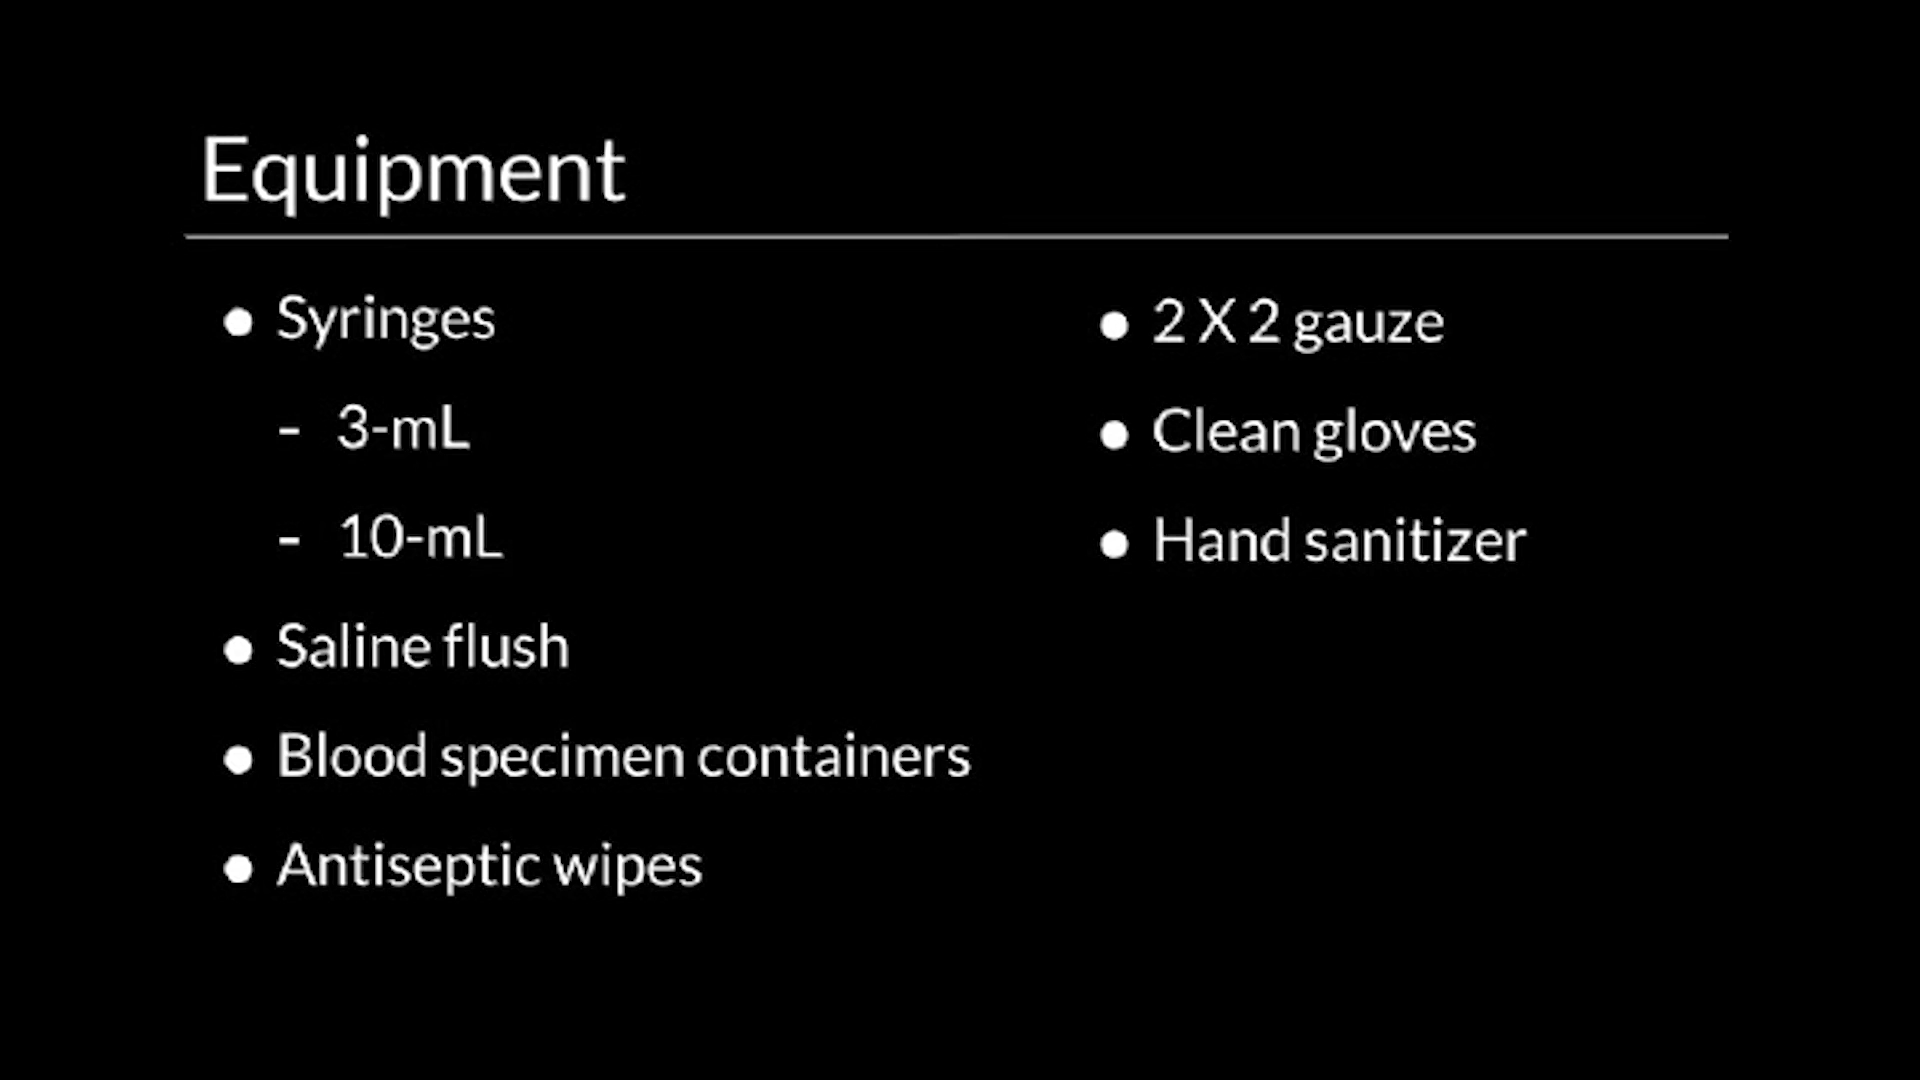 Equipment
● Syringes
- 3-mL
- 10-mL
● Saline flush
● Blood specimen containers
● Antiseptic wipes
● 2 X 2 gauze
● Clean gloves
● Hand sanitizer